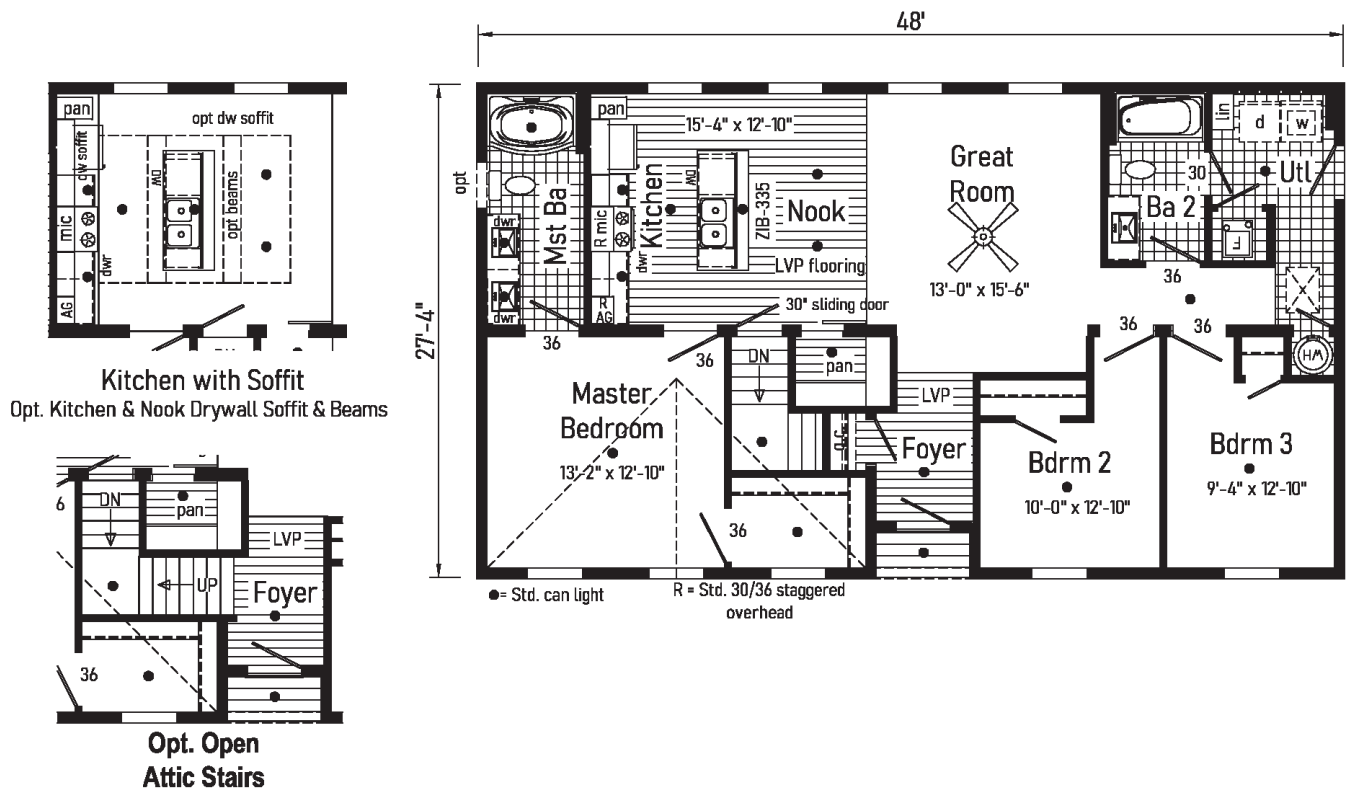 48'
27'-4"
pan
opt dw soffit
dw soffit
DW
opt beams
mic
dwr
AG
Kitchen with Soffit
Opt. Kitchen & Nook Drywall Soffit & Beams
6
DN
pan
LVP
UP
Foyer
36
Opt. Open
Attic Stairs
opt
dwr
dwr
Mst Ba
36
pan
15'-4" x 12'-10"
Kitchen
R mic
dwr
R
AG
DW
ZIB-335
Nook
LVP flooring
30" sliding door
Great
Room
13'-0" x 15'-6"
lin
d
w
30
Utl
Ba 2
36
x
36
36
HW
36
DN
pan
Master
Bedroom
13'-2" x 12'-10"
36
LVP
Foyer
Bdrm 2
10'-0" x 12'-10"
Bdrm 3
9'-4" x 12'-10"
= Std. can light
R = Std. 30/36 staggered
overhead